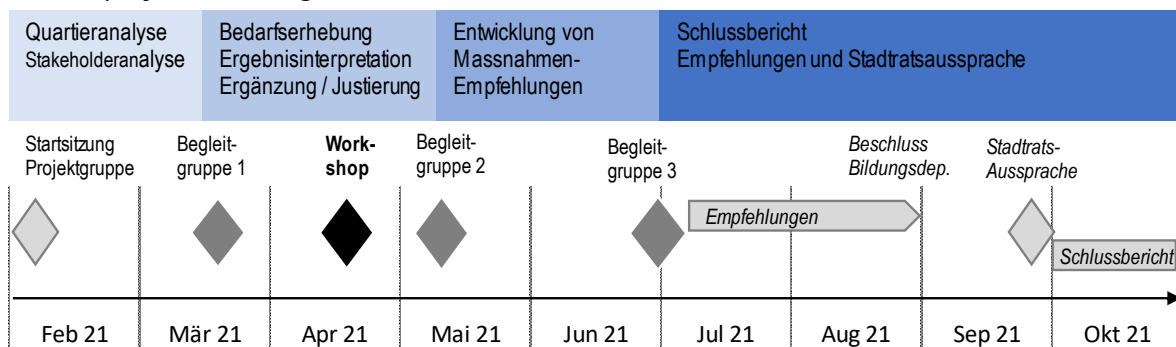 Quartieranalyse
Stakeholderanalyse
Bedarfserhebung
Ergebnisinterpretation
Ergänzung / Justierung
Entwicklung von
Massnahmen-
Empfehlungen
Schlussbericht
Empfehlungen und Stadtratsaussprache
Startsitzung
Projektgruppe
Begleit-
gruppe 1
Work-
shop
Begleit-
gruppe 2
Begleit-
gruppe 3
Beschluss
Bildungsdep.
Stadtrats-
Aussprache
Empfehlungen
Schlussbericht
Feb 21
Mär 21
Apr 21
Mai 21
Jun 21
Jul 21
Aug 21
Sep 21
Okt 21